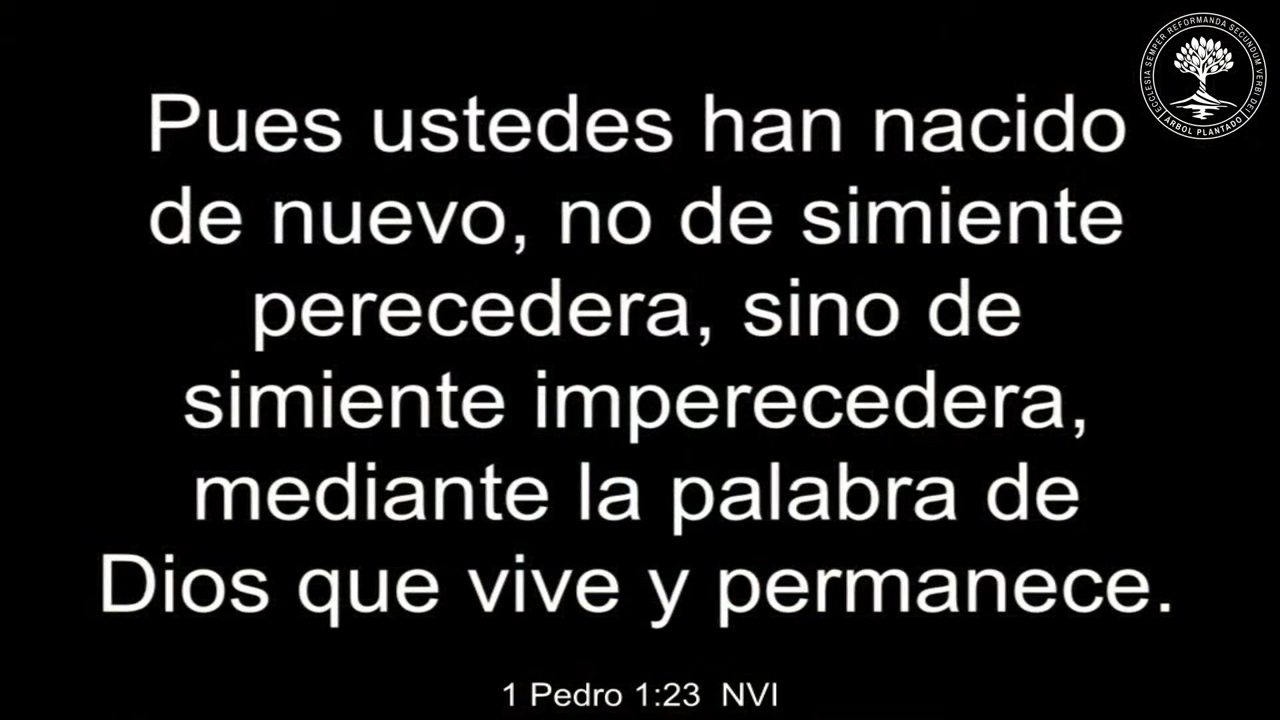 Pues ustedes han nacido
de nuevo, no de simiente
perecedera, sino de
simiente imperecedera,
mediante la palabra de
Dios que vive y permanece.
1 Pedro 1:23 NVI
ECCLESIA SEMPER REFORMANDA SECUNDUM VERBI DEI
ÁRBOL PLANTADO